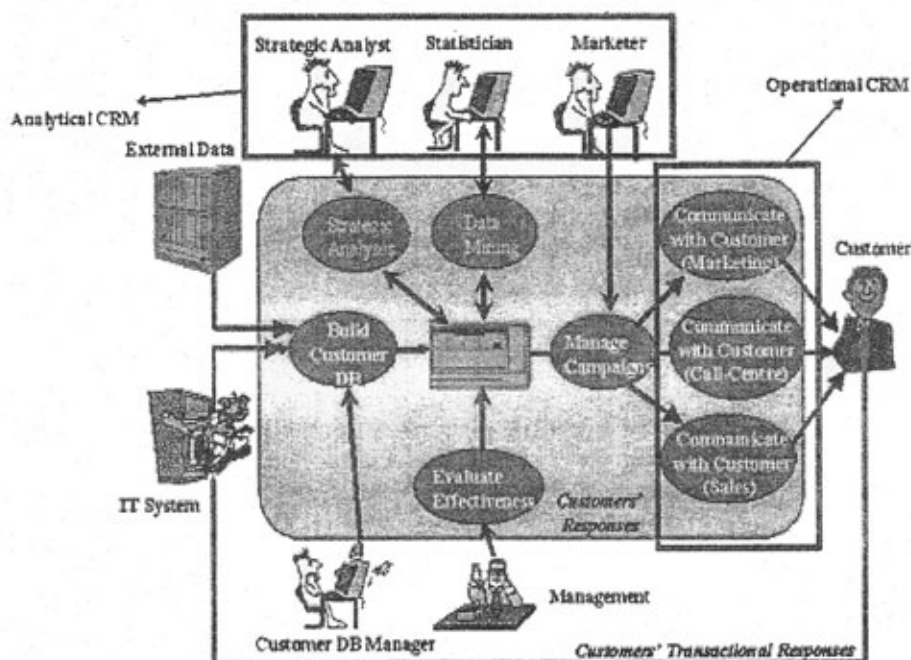 Strategic Analyst
Statistician
Marketer
Operational CRM
Analytical CRM
External Data
Strategic
Analysis
Data
Mining
Communicate
with Customer
(Marketing)
Customer
Build
Customer
DB
Manage
Campaigns
Communicate
with Customer
(Call-Centre)
Communicate
with Customer
(Sales)
IT System
Evaluate
Effectiveness
Customers'
Responses
Customer DB Manager
Management
Customers' Transactional Responses